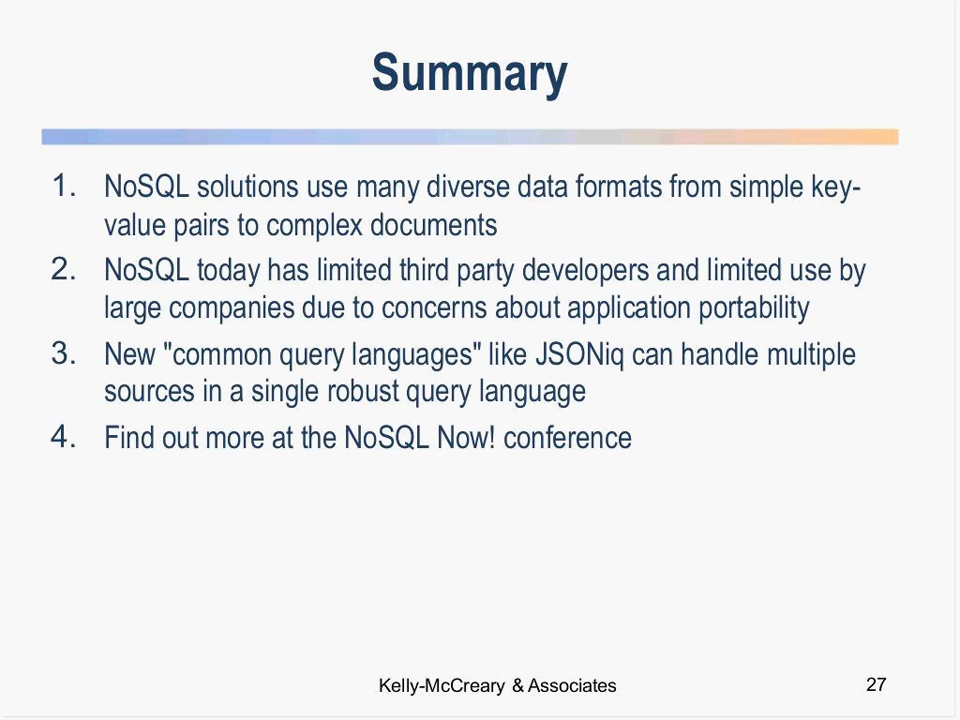 Summary
1. NoSQL solutions use many diverse data formats from simple key-
value pairs to complex documents
2. NoSQL today has limited third party developers and limited use by
large companies due to concerns about application portability
3. New "common query languages" like JSONiq can handle multiple
sources in a single robust query language
4. Find out more at the NoSQL Now! conference
Kelly-McCreary & Associates
27